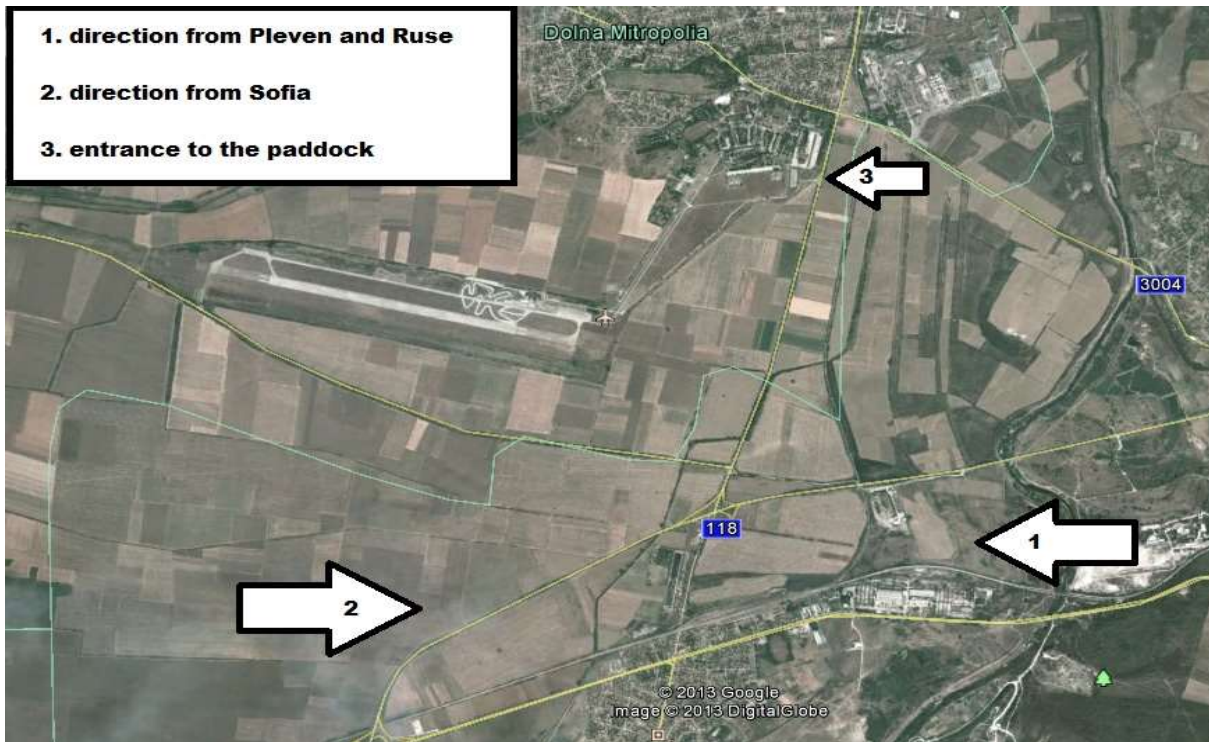 1. direction from Pleven and Ruse
2. direction from Sofia
3. entrance to the paddock
Dolna Mitropolia
3
3004
118
1
2
© 2013 Google
Image © 2013 DigitalGlobe